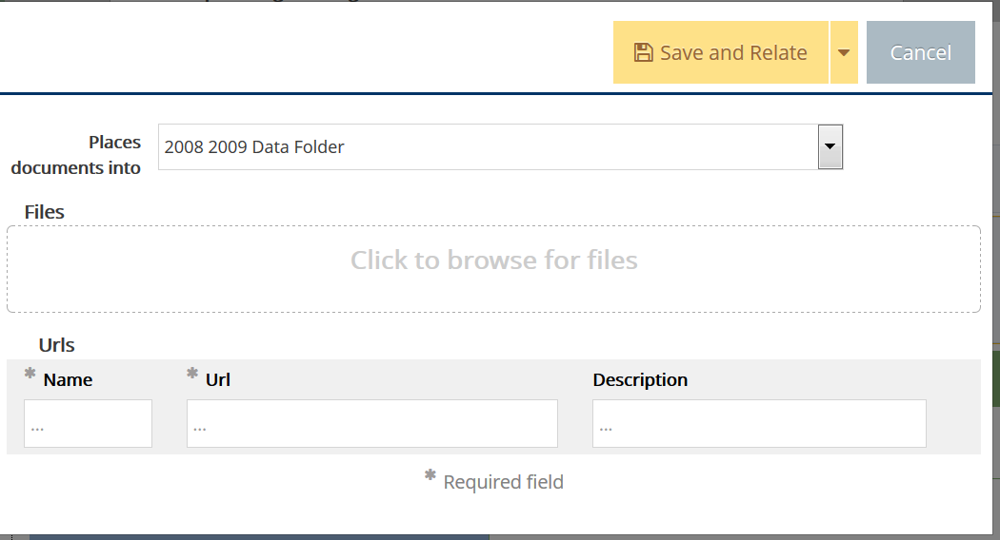 Save and Relate
Cancel
Places
documents into
2008 2009 Data Folder
Files
Click to browse for files
Urls
* Name
* Url
Description
...
...
...
* Required field